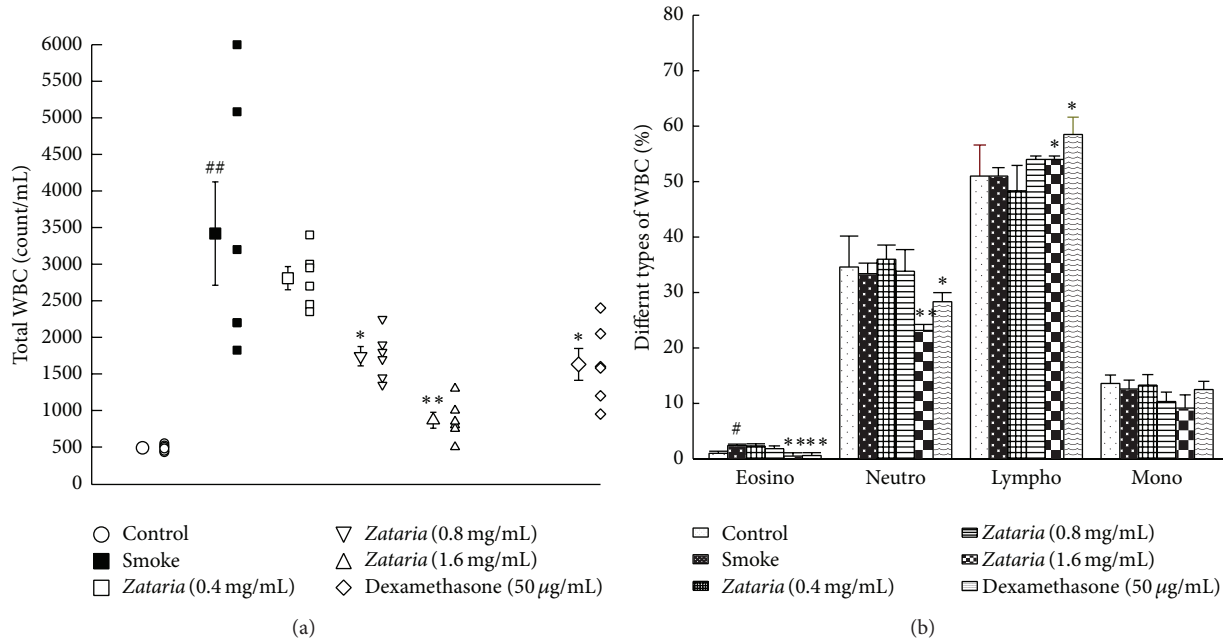 Total WBC (count/mL)
6000
5500
5000
4500
4000
3500
3000
2500
2000
1500
1000
500
0
##
*
**
*
Control
Smoke
Zataria (0.4 mg/mL)
Zataria (0.8 mg/mL)
Zataria (1.6 mg/mL)
Dexamethasone (50 µg/mL)
(a)
Differnt types of WBC (%)
80
70
60
50
40
30
20
10
0
#
****
**
*
*
*
Eosino Neutro Lympho Mono
Control
Smoke
Zataria (0.4 mg/mL)
Zataria (0.8 mg/mL)
Zataria (1.6 mg/mL)
Dexamethasone (50 µg/mL)
(b)